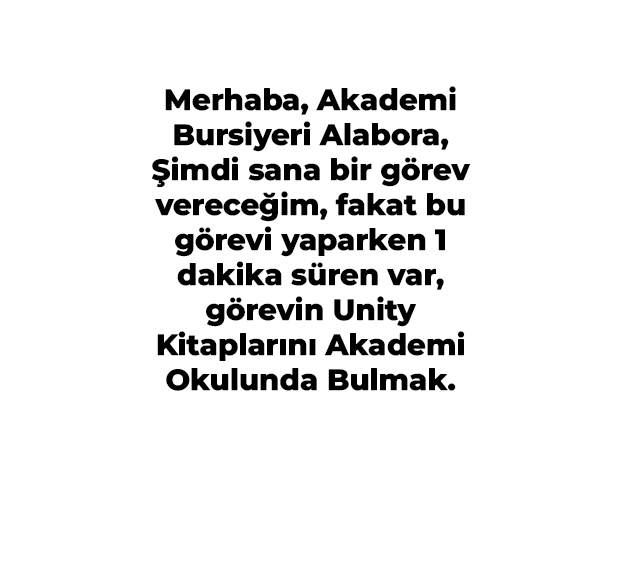 Merhaba, Akademi
Bursiyeri Alabora,
Şimdi sana bir görev
vereceğim, fakat bu
görevi yaparken 1
dakika süren var,
görevin Unity
Kitaplarını Akademi
Okulunda Bulmak.